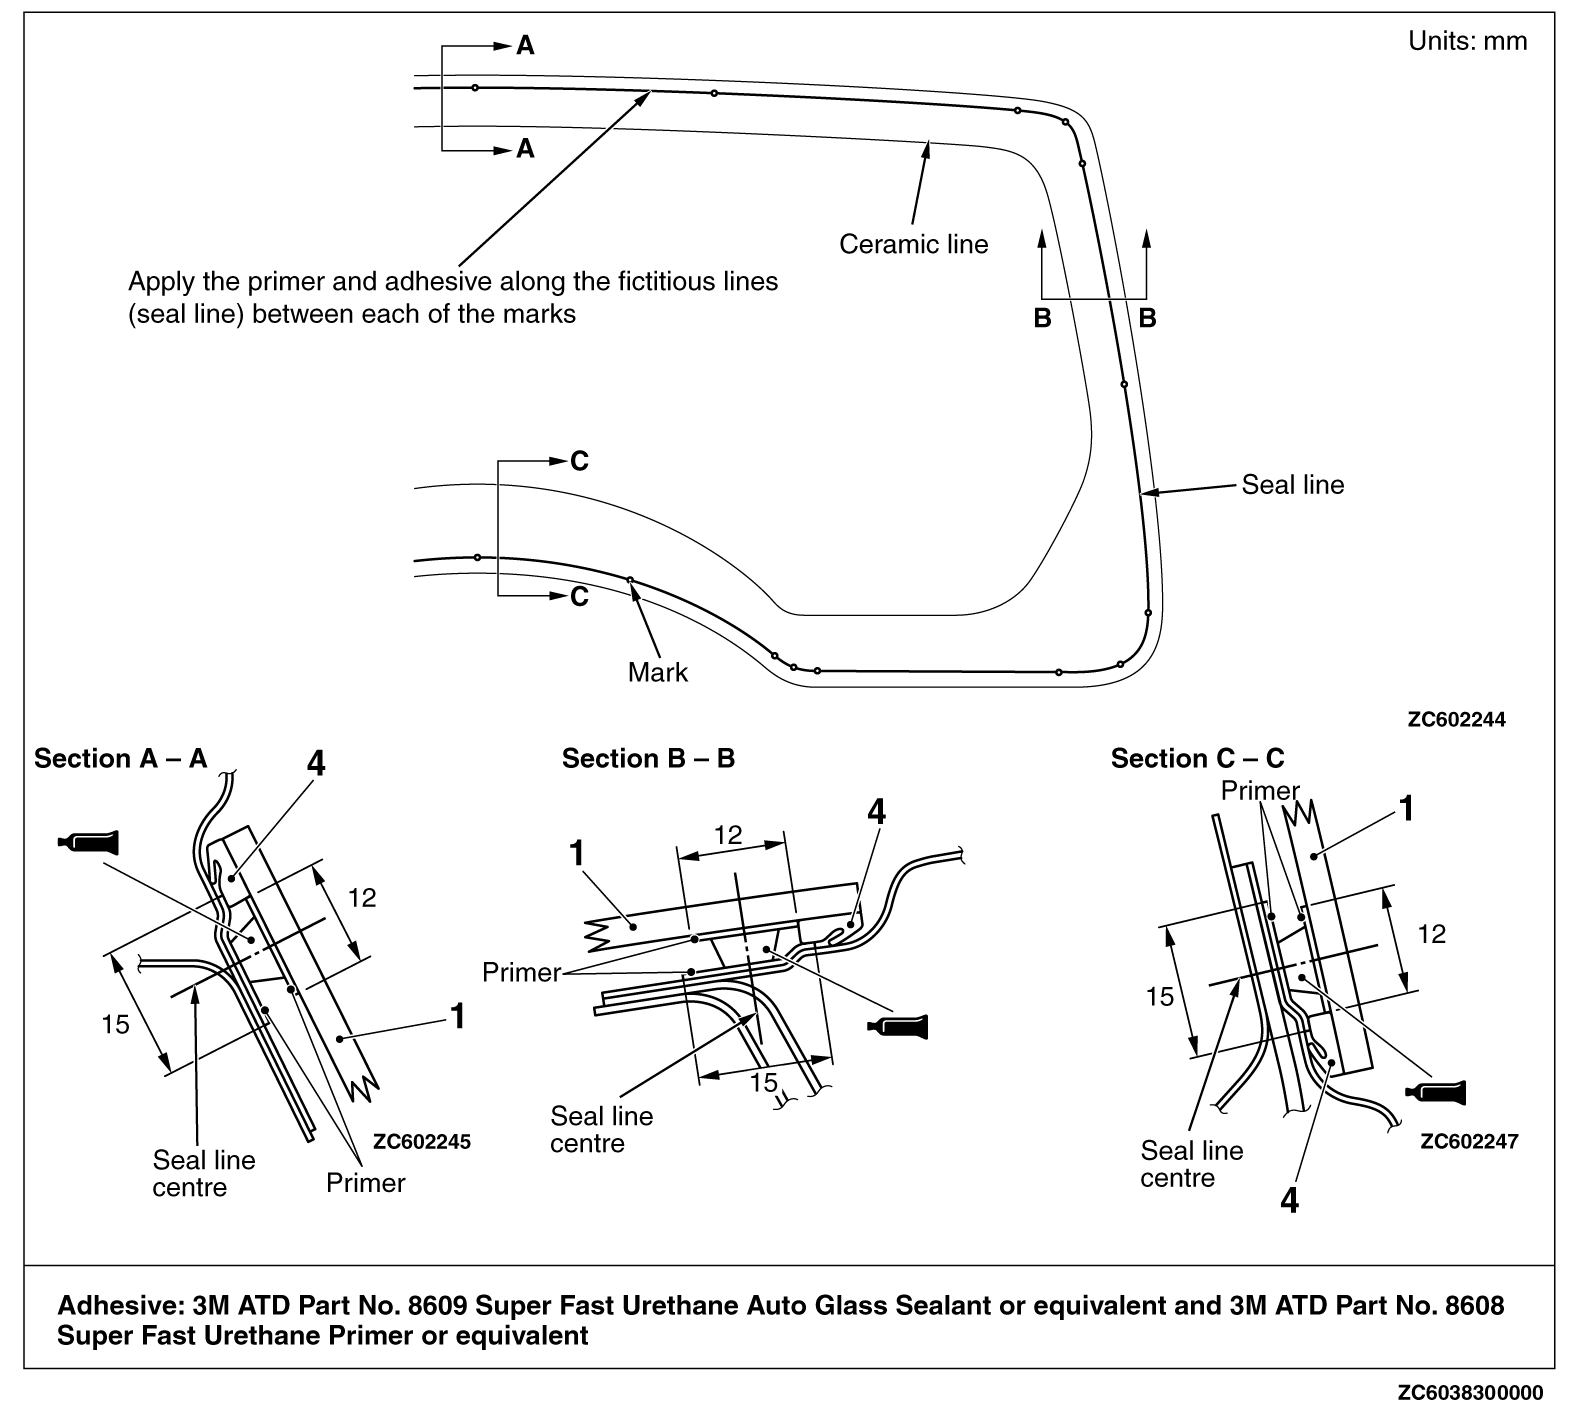 Units: mm
A
A
Ceramic line
Apply the primer and adhesive along the fictitious lines
(seal line) between each of the marks
B
B
C
Seal line
C
Mark
ZC602244
Section A – A
4
12
15
1
ZC602245
Seal line
centre
Primer
Section B – B
4
12
1
Primer
15
Seal line
centre
Section C – C
Primer
1
12
15
Seal line
centre
ZC602247
4
Adhesive: 3M ATD Part No. 8609 Super Fast Urethane Auto Glass Sealant or equivalent and 3M ATD Part No. 8608
Super Fast Urethane Primer or equivalent
ZC6038300000